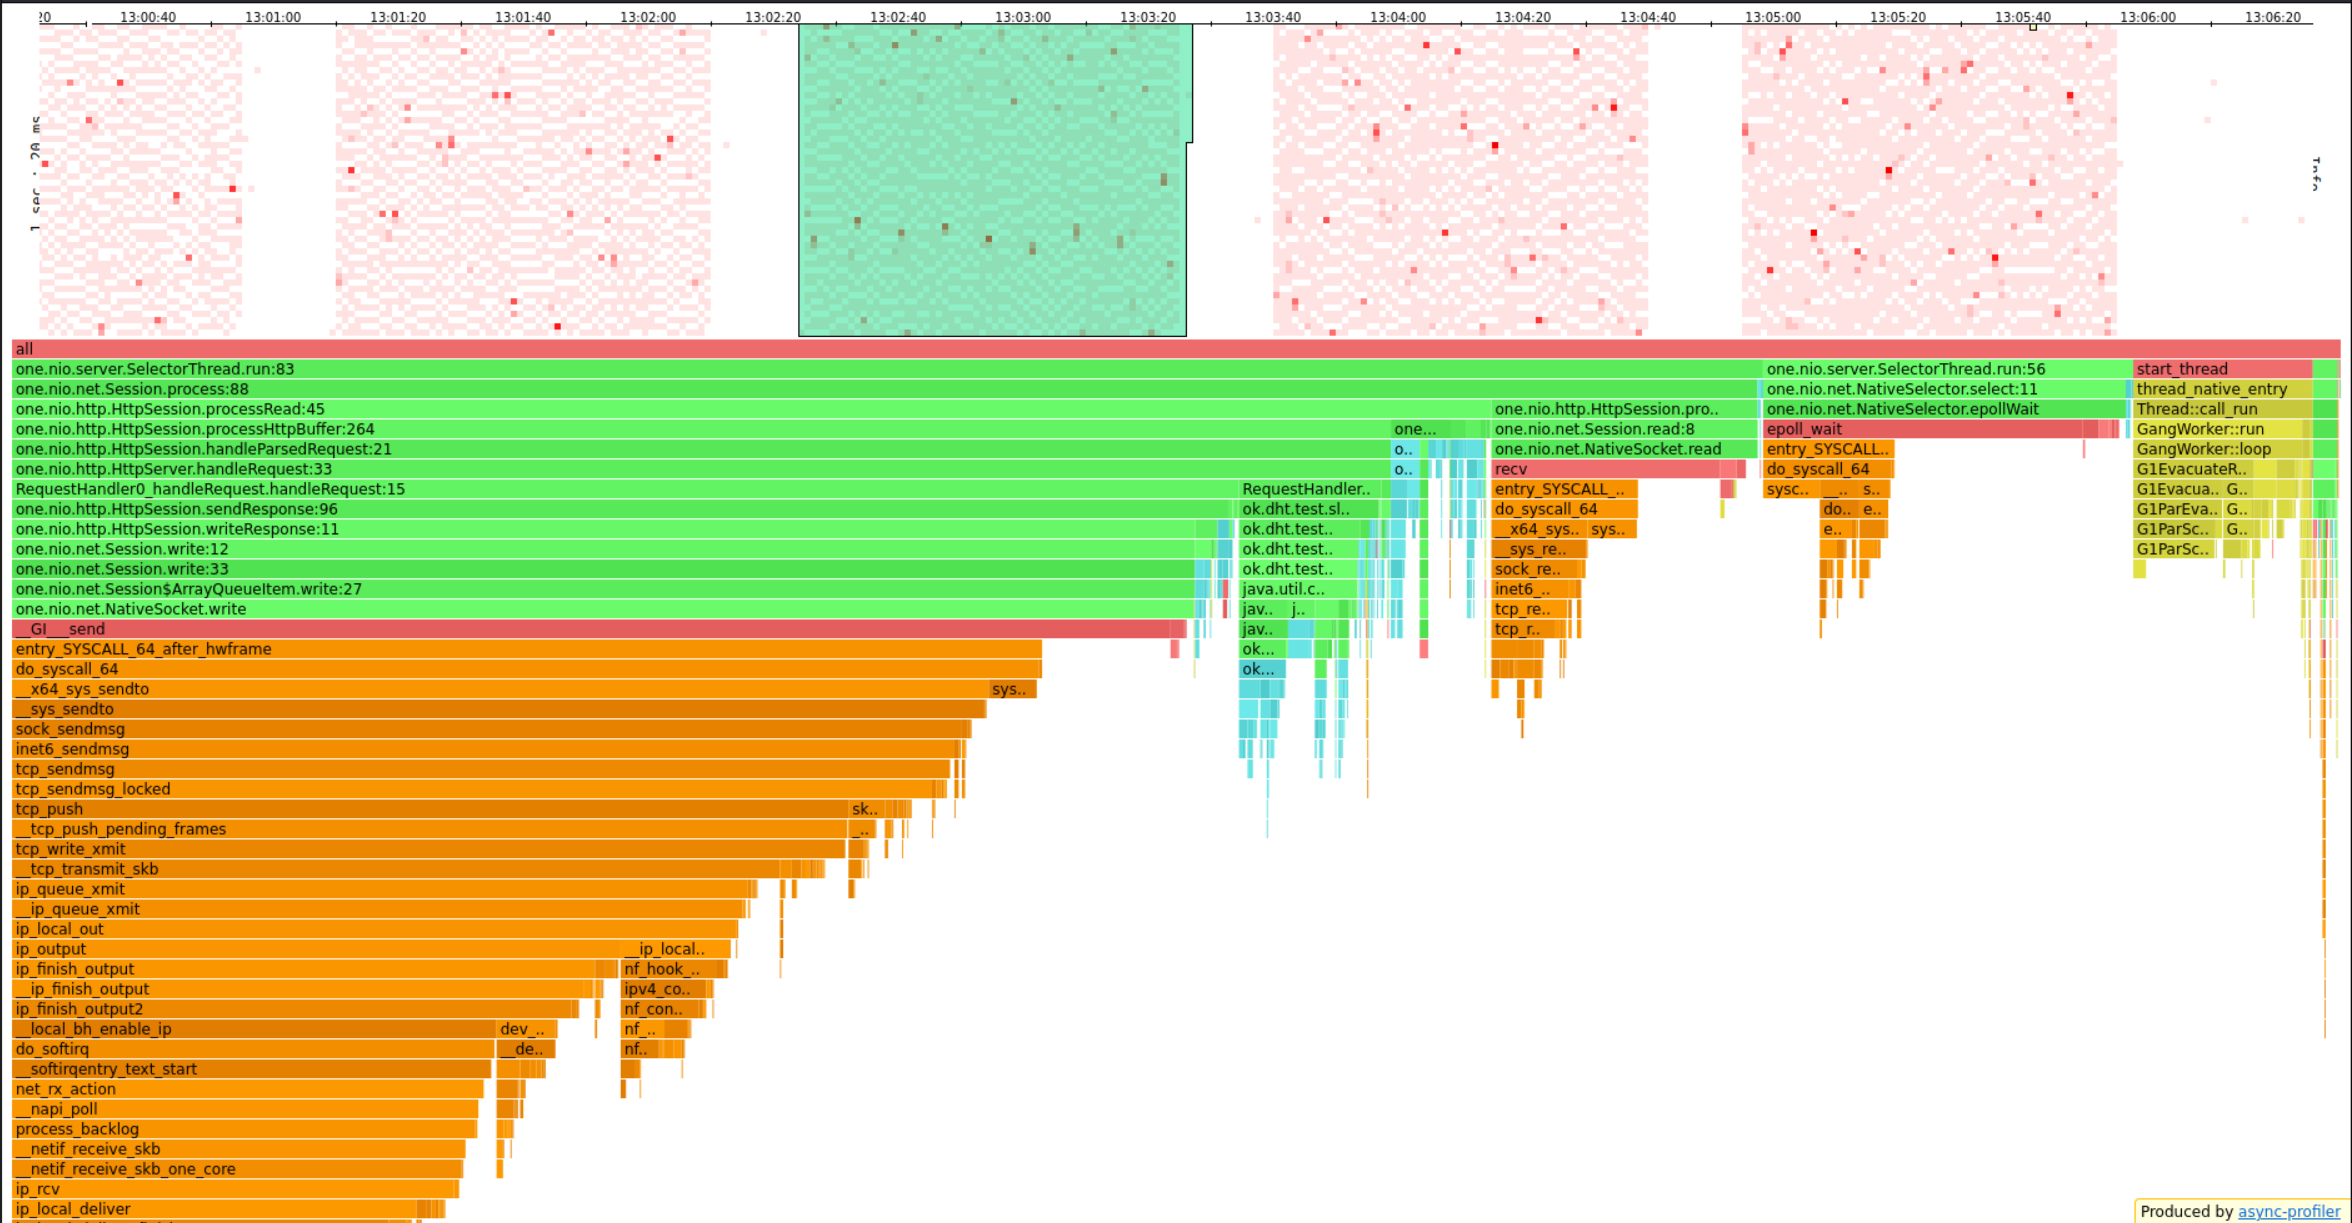 20 13:00:40 13:01:00 13:01:20 13:01:40 13:02:00 13:02:20 13:02:40 13:03:00 13:03:20 13:03:40 13:04:00 13:04:20 13:04:40 13:05:00 13:05:20 13:05:40 13:06:00 13:06:20
all
one.nio.server.SelectorThread.run:83 one.nio.server.SelectorThread.run:56 start_thread
one.nio.net.Session.process:88 one.nio.net.NativeSelector.select:11 thread_native_entry
one.nio.http.HttpSession.processRead:45 one.nio.http.HttpSession.pro.. one.nio.net.NativeSelector.epollWait Thread::call_run
one.nio.http.HttpSession.processHttpBuffer:264 one... one.nio.net.Session.read:8 epoll_wait GangWorker::run
one.nio.http.HttpSession.handleParsedRequest:21 o.. one.nio.net.NativeSocket.read entry_SYSCALL.. GangWorker::loop
one.nio.http.HttpServer.handleRequest:33 o.. recv do_syscall_64 G1EvacuateR..
RequestHandler0_handleRequest.handleRequest:15 RequestHandler.. entry_SYSCALL_.. sysc.. __.. s.. G1Evacua.. G..
one.nio.http.HttpSession.sendResponse:96 ok.dht.test.sl.. do_syscall_64 do.. e.. G1ParEva.. G..
one.nio.http.HttpSession.writeResponse:11 ok.dht.test.. __x64_sys.. sys.. e.. G1ParSc.. G..
one.nio.net.Session.write:12 ok.dht.test.. __sys_re.. G1ParSc..
one.nio.net.Session.write:33 ok.dht.test.. sock_re..
one.nio.net.Session$ArrayQueueItem.write:27 java.util.c.. inet6_..
one.nio.net.NativeSocket.write jav.. j.. tcp_re..
__GI___send jav.. tcp_r..
entry_SYSCALL_64_after_hwframe ok...
do_syscall_64 ok...
__x64_sys_sendto sys..
__sys_sendto
sock_sendmsg
inet6_sendmsg
tcp_sendmsg
tcp_sendmsg_locked
tcp_push sk..
__tcp_push_pending_frames _..
tcp_write_xmit
__tcp_transmit_skb
ip_queue_xmit
__ip_queue_xmit
ip_local_out
ip_output __ip_local..
ip_finish_output nf_hook_..
__ip_finish_output ipv4_co..
ip_finish_output2 nf_con..
__local_bh_enable_ip dev_.. nf_..
do_softirq __de.. nf..
__softirqentry_text_start
net_rx_action
__napi_poll
process_backlog
__netif_receive_skb
__netif_receive_skb_one_core
ip_rcv
ip_local_deliver
Produced by async-profiler